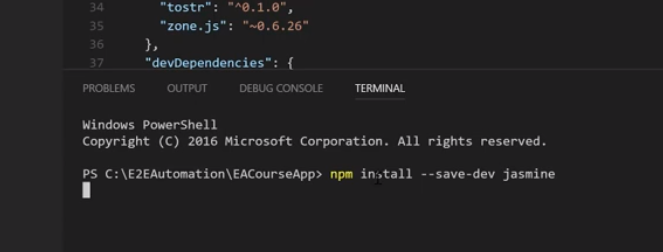 34 "tostr": "^0.1.0",
35 "zone.js": "~0.6.26"
36 },
37 "devDependencies": {
PROBLEMS OUTPUT DEBUG CONSOLE TERMINAL
Windows PowerShell
Copyright (C) 2016 Microsoft Corporation. All rights reserved.
PS C:\E2EAutomation\EACourseApp> npm install --save-dev jasmine